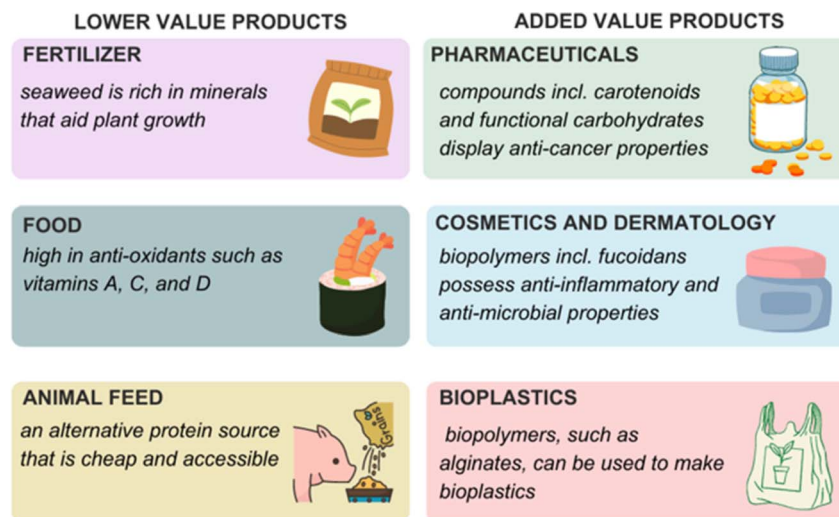 LOWER VALUE PRODUCTS
FERTILIZER
seaweed is rich in minerals
that aid plant growth
FOOD
high in anti-oxidants such as
vitamins A, C, and D
ANIMAL FEED
an alternative protein source
that is cheap and accessible
Grains
ADDED VALUE PRODUCTS
PHARMACEUTICALS
compounds incl. carotenoids
and functional carbohydrates
display anti-cancer properties
COSMETICS AND DERMATOLOGY
biopolymers incl. fucoidans
possess anti-inflammatory and
anti-microbial properties
BIOPLASTICS
biopolymers, such as
alginates, can be used to make
bioplastics